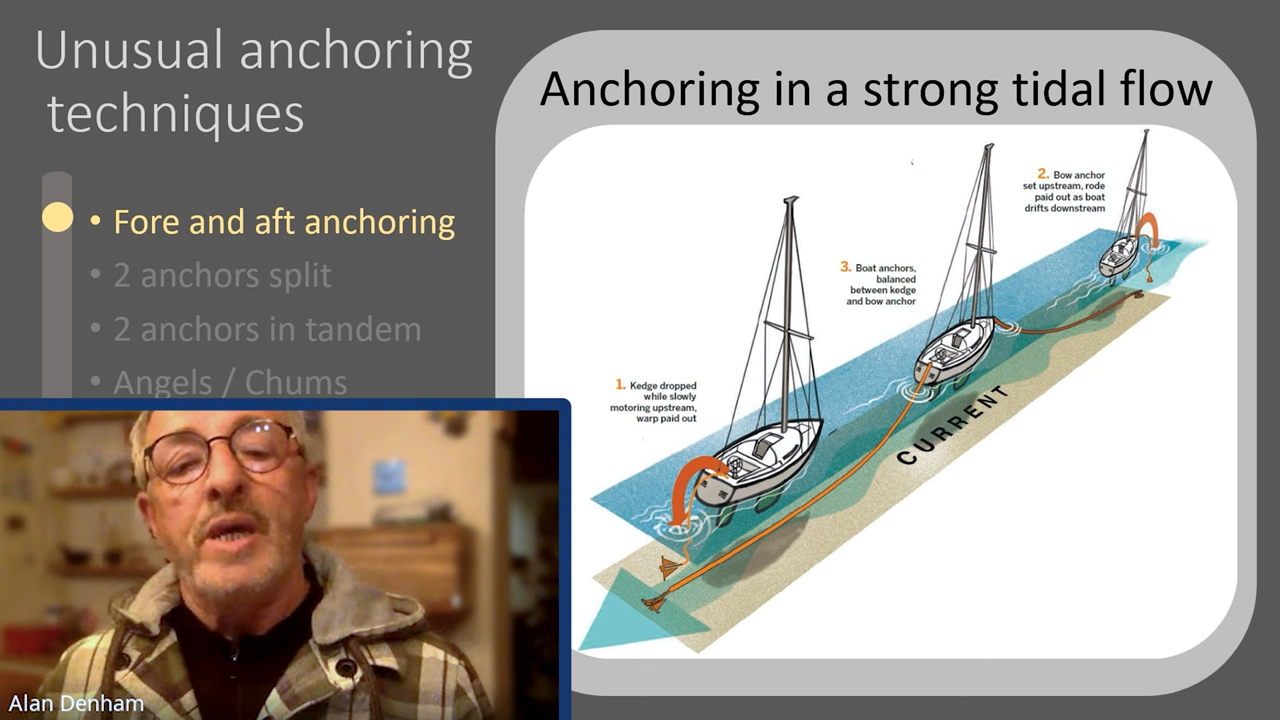 Unusual anchoring
techniques
• Fore and aft anchoring
• 2 anchors split
• 2 anchors in tandem
• Angels / Chums
Anchoring in a strong tidal flow
1. Kedge dropped
while slowly
motoring upstream,
warp paid out
3. Boat anchors,
balanced
between kedge
and bow anchor
2. Bow anchor
set upstream, rode
paid out as boat
drifts downstream
CURRENT
Alan Denham